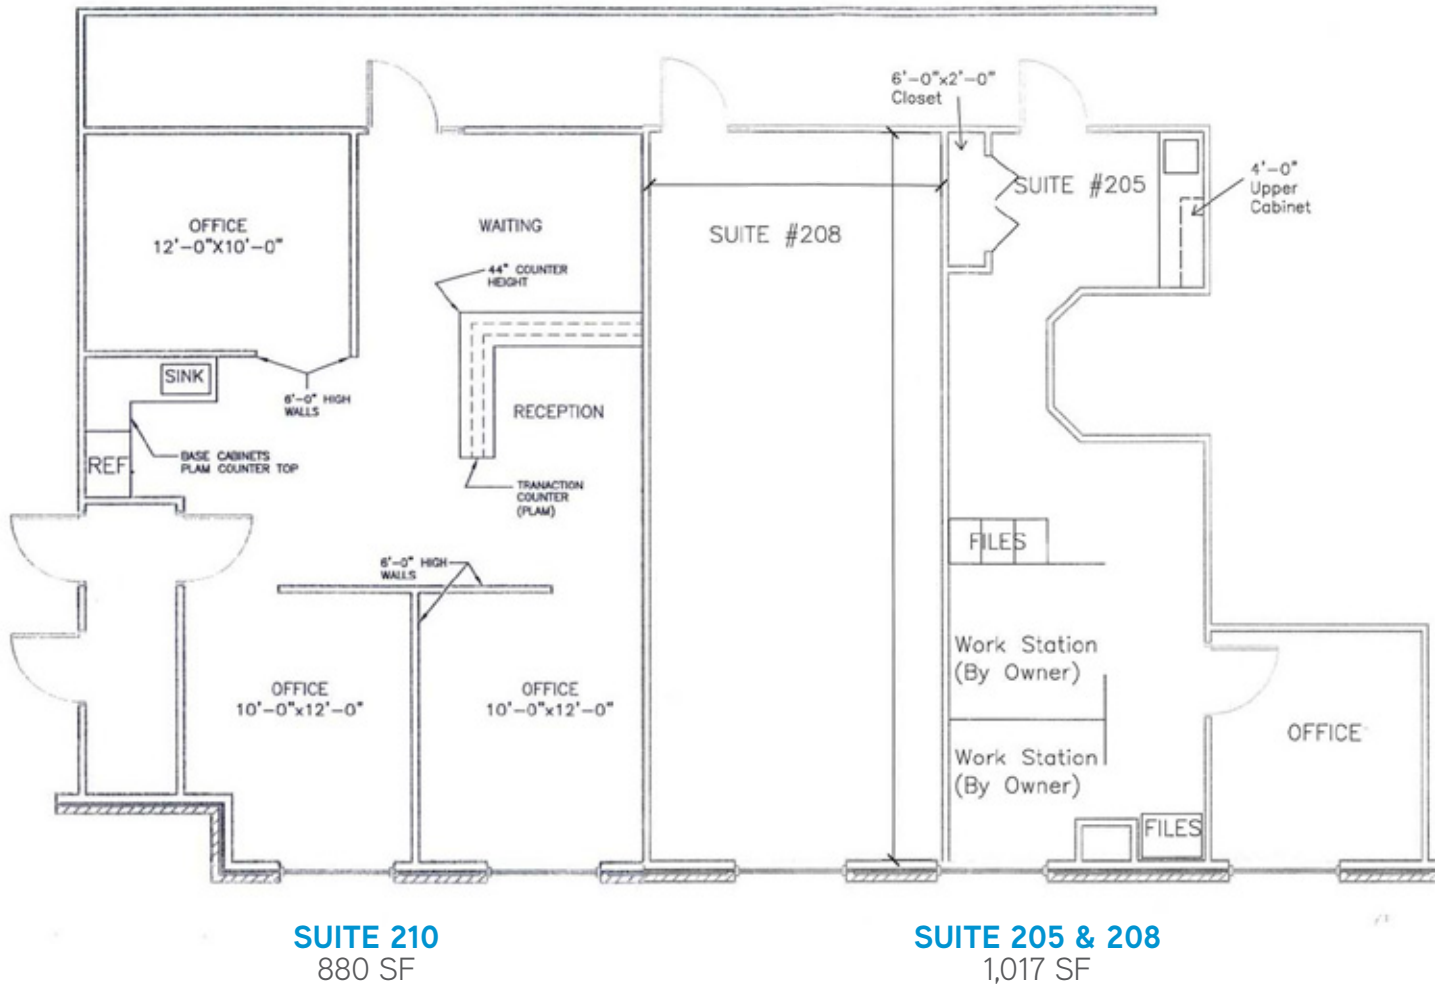 6'-0"x2'-0"
Closet
SUITE #205
4'-0"
Upper
Cabinet
OFFICE
12'-0"X10'-0"
WAITING
SUITE #208
44" COUNTER
HEIGHT
SINK
6'-0" HIGH
WALLS
RECEPTION
REF
BASE CABINETS
PLAM COUNTER TOP
TRANACTION
COUNTER
(PLAM)
FILES
6'-0" HIGH
WALLS
Work Station
(By Owner)
OFFICE
10'-0"x12'-0"
OFFICE
10'-0"x12'-0"
OFFICE
Work Station
(By Owner)
FILES
SUITE 210
880 SF
SUITE 205 & 208
1,017 SF